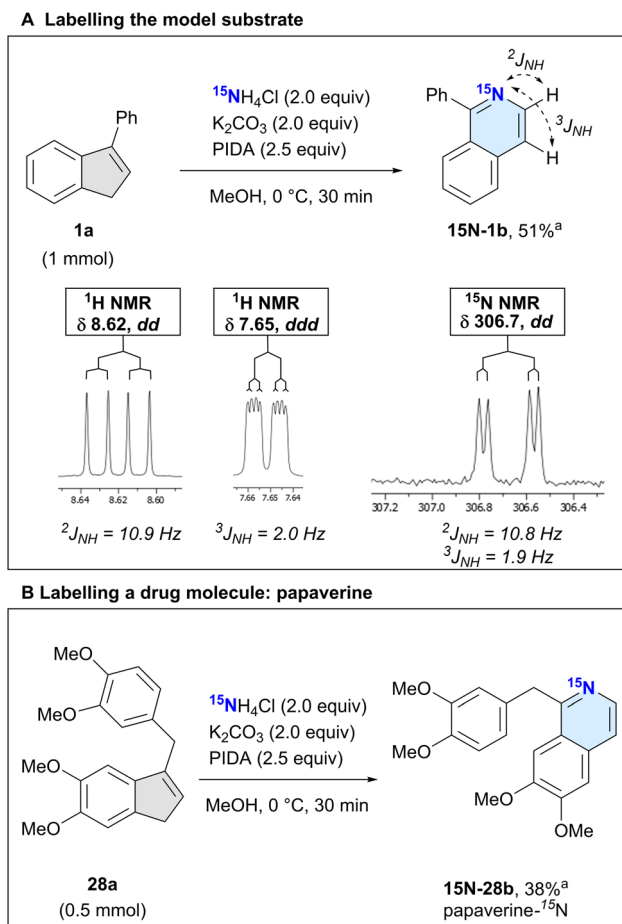 A Labelling the model substrate
Ph
1a
(1 mmol)
¹⁵NH₄Cl (2.0 equiv)
K₂CO₃ (2.0 equiv)
PIDA (2.5 equiv)
MeOH, 0 °C, 30 min
²J_NH
Ph ¹⁵N H
³J_NH
H
15N-1b, 51%ᵃ
¹H NMR
δ 8.62, dd
8.64 8.62 8.60
²J_NH = 10.9 Hz
¹H NMR
δ 7.65, ddd
7.66 7.65 7.64
³J_NH = 2.0 Hz
¹⁵N NMR
δ 306.7, dd
307.2 307.0 306.8 306.6 306.4
²J_NH = 10.8 Hz
³J_NH = 1.9 Hz
B Labelling a drug molecule: papaverine
MeO
MeO
MeO
MeO
28a
(0.5 mmol)
¹⁵NH₄Cl (2.0 equiv)
K₂CO₃ (2.0 equiv)
PIDA (2.5 equiv)
MeOH, 0 °C, 30 min
¹⁵N
MeO
MeO
MeO
OMe
15N-28b, 38%ᵃ
papaverine-¹⁵N